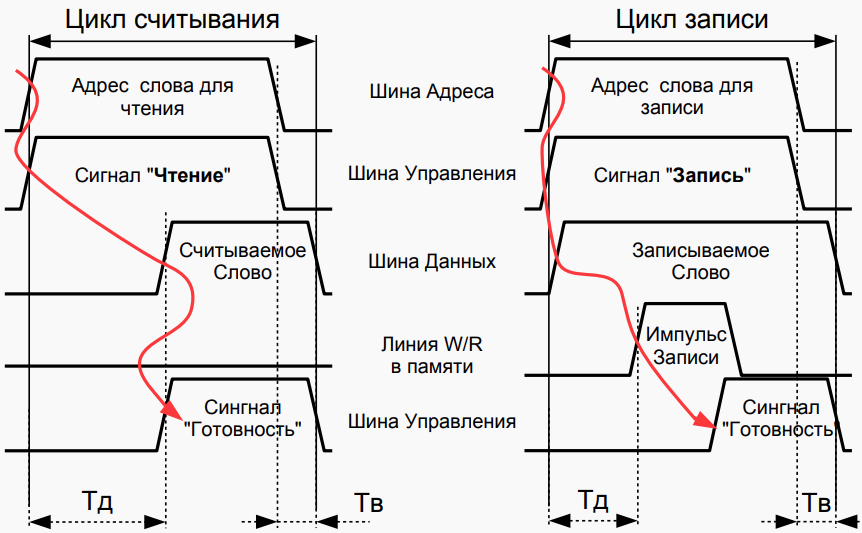 Цикл считывания
Цикл записи
Адрес слова для
чтения
Шина Адреса
Адрес слова для
записи
Сигнал "Чтение"
Шина Управления
Сигнал "Запись"
Считываемое
Слово
Шина Данных
Записываемое
Слово
Линия W/R
в памяти
Импульс
Записи
Сингнал
"Готовность"
Шина Управления
Сингнал
"Готовность"
Тд
Тв
Тд
Тв